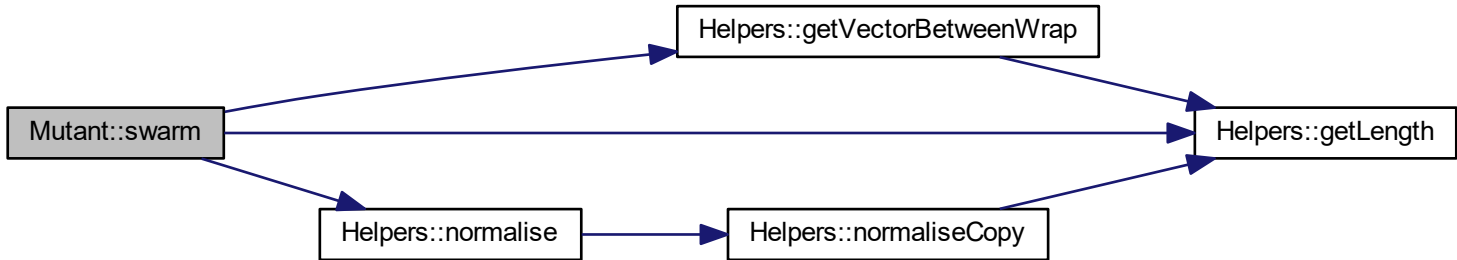 Helpers::getVectorBetweenWrap
Mutant::swarm
Helpers::getLength
Helpers::normalise
Helpers::normaliseCopy